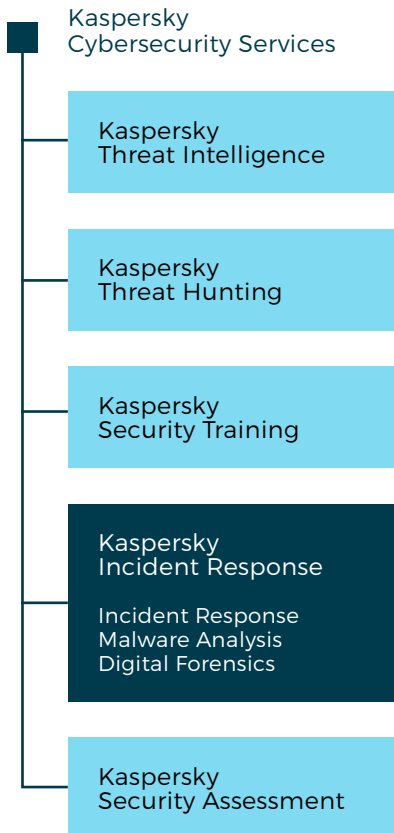 Kaspersky
Cybersecurity Services
Kaspersky
Threat Intelligence
Kaspersky
Threat Hunting
Kaspersky
Security Training
Kaspersky
Incident Response
Incident Response
Malware Analysis
Digital Forensics
Kaspersky
Security Assessment